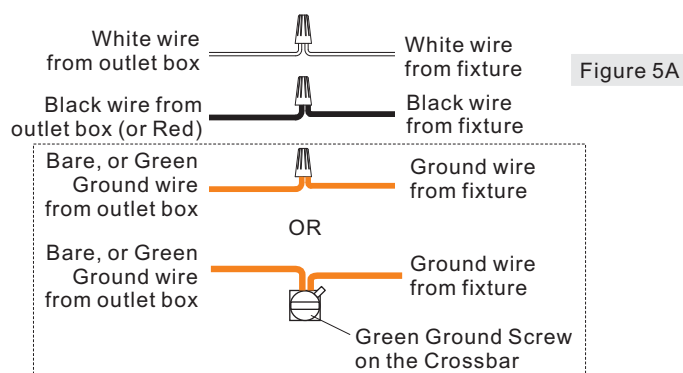 White wire
from outlet box
White wire
from fixture
Figure 5A
Black wire from
outlet box (or Red)
Black wire
from fixture
Bare, or Green
Ground wire
from outlet box
Ground wire
from fixture
OR
Bare, or Green
Ground wire
from outlet box
Ground wire
from fixture
Green Ground Screw
on the Crossbar